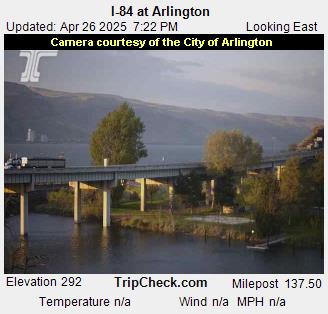 I-84 at Arlington
Updated: Apr 26 2025 7:22 PM Looking East
Camera courtesy of the City of Arlington
Elevation 292 TripCheck.com Milepost 137.50
Temperature n/a Wind n/a MPH n/a